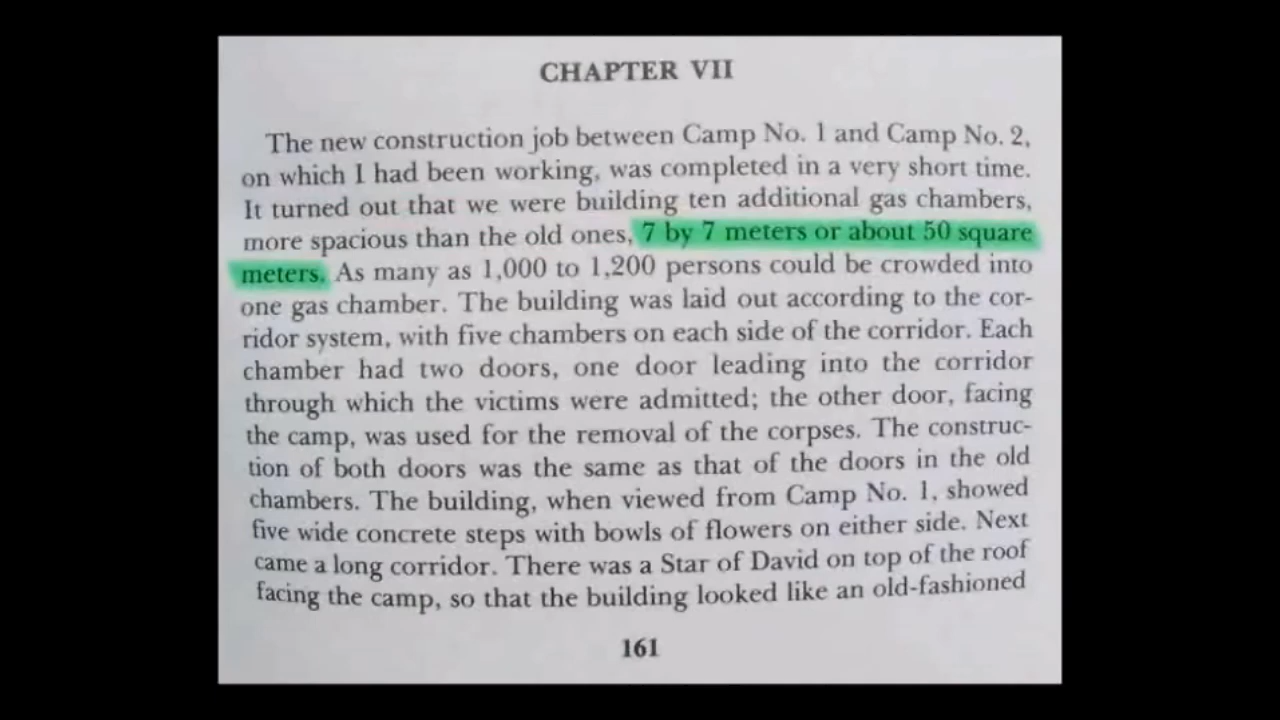 CHAPTER VII
The new construction job between Camp No. 1 and Camp No. 2,
on which I had been working, was completed in a very short time.
It turned out that we were building ten additional gas chambers,
more spacious than the old ones, 7 by 7 meters or about 50 square
meters. As many as 1,000 to 1,200 persons could be crowded into
one gas chamber. The building was laid out according to the cor-
ridor system, with five chambers on each side of the corridor. Each
chamber had two doors, one door leading into the corridor
through which the victims were admitted; the other door, facing
the camp, was used for the removal of the corpses. The construc-
tion of both doors was the same as that of the doors in the old
chambers. The building, when viewed from Camp No. 1, showed
five wide concrete steps with bowls of flowers on either side. Next
came a long corridor. There was a Star of David on top of the roof
facing the camp, so that the building looked like an old-fashioned
161